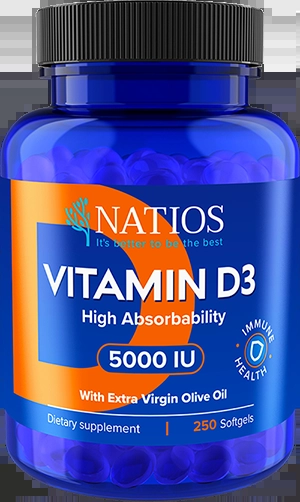 NATIOS
It's better to be the best
VITAMIN D3
High Absorbability
5000 IU
IMMUNE
HEALTH
With Extra Virgin Olive Oil
Dietary supplement | 250 Softgels